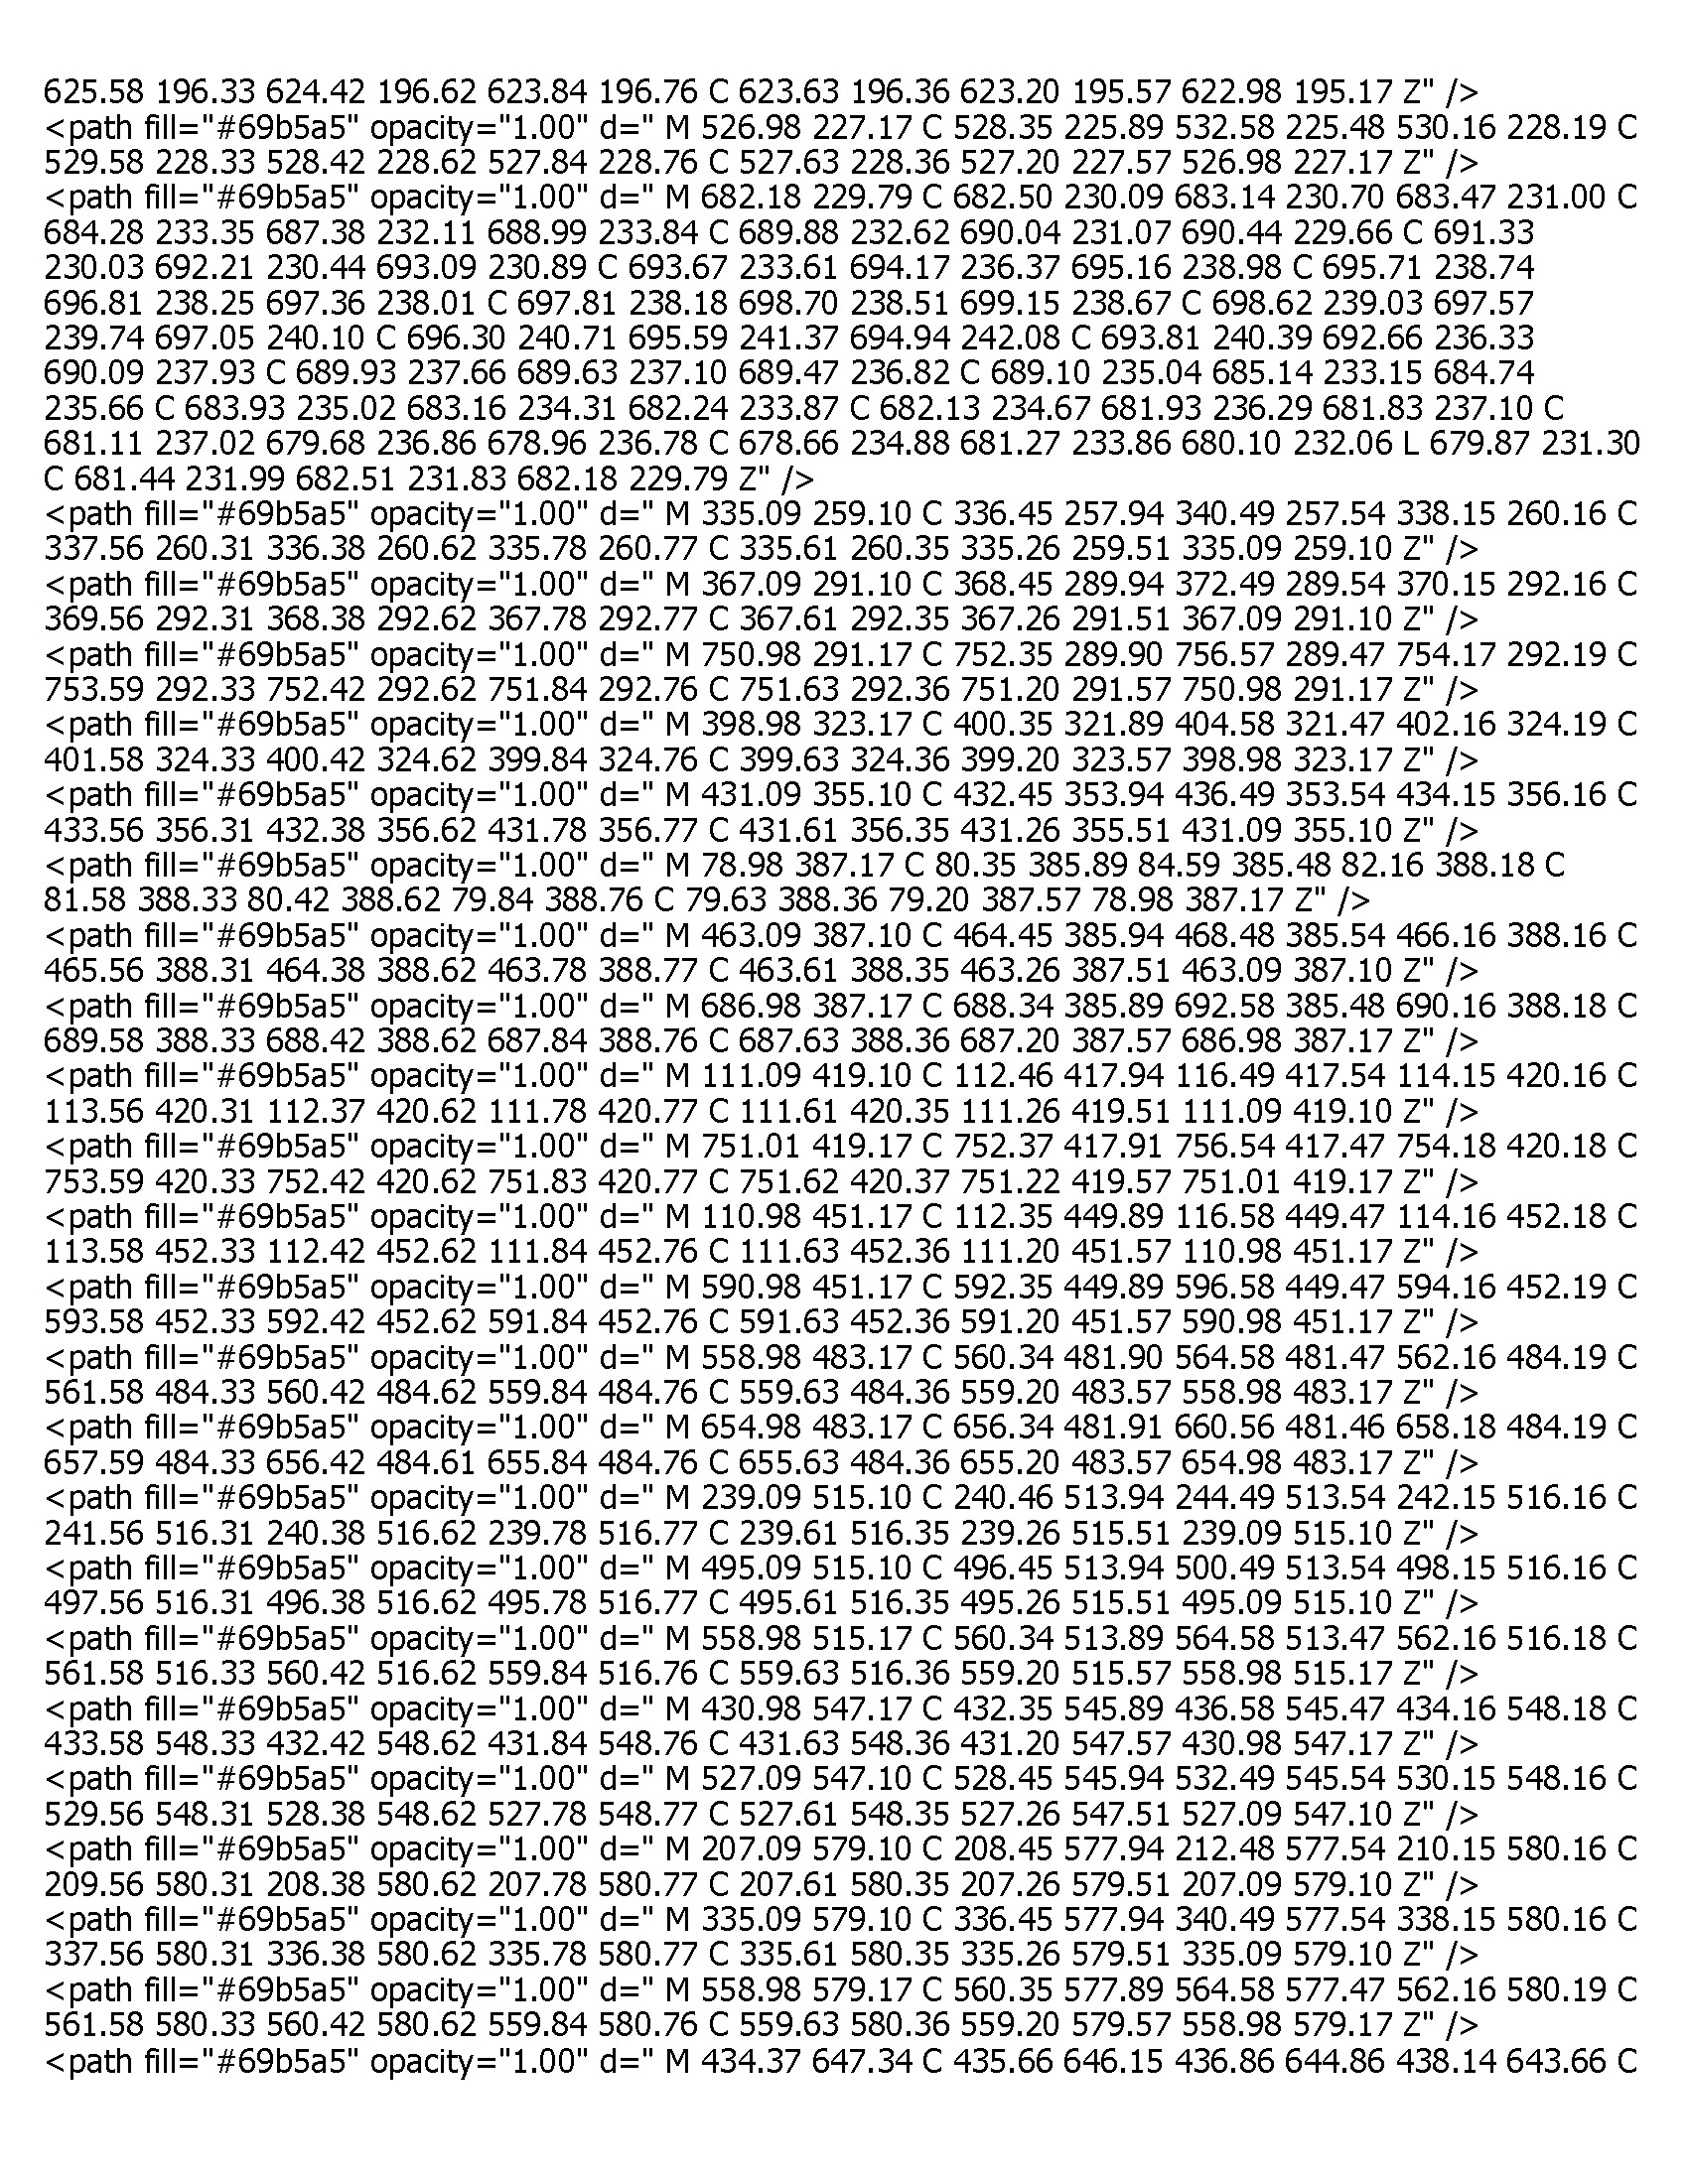 625.58 196.33 624.42 196.62 623.84 196.76 C 623.63 196.36 623.20 195.57 622.98 195.17 Z" />
<path fill="#69b5a5" opacity="1.00" d=" M 526.98 227.17 C 528.35 225.89 532.58 225.48 530.16 228.19 C
529.58 228.33 528.42 228.62 527.84 228.76 C 527.63 228.36 527.20 227.57 526.98 227.17 Z" />
<path fill="#69b5a5" opacity="1.00" d=" M 682.18 229.79 C 682.50 230.09 683.14 230.70 683.47 231.00 C
684.28 233.35 687.38 232.11 688.99 233.84 C 689.88 232.62 690.04 231.07 690.44 229.66 C 691.33
230.03 692.21 230.44 693.09 230.89 C 693.67 233.61 694.17 236.37 695.16 238.98 C 695.71 238.74
696.81 238.25 697.36 238.01 C 697.81 238.18 698.70 238.51 699.15 238.67 C 698.62 239.03 697.57
239.74 697.05 240.10 C 696.30 240.71 695.59 241.37 694.94 242.08 C 693.81 240.39 692.66 236.33
690.09 237.93 C 689.93 237.66 689.63 237.10 689.47 236.82 C 689.10 235.04 685.14 233.15 684.74
235.66 C 683.93 235.02 683.16 234.31 682.24 233.87 C 682.13 234.67 681.93 236.29 681.83 237.10 C
681.11 237.02 679.68 236.86 678.96 236.78 C 678.66 234.88 681.27 233.86 680.10 232.06 L 679.87 231.30
C 681.44 231.99 682.51 231.83 682.18 229.79 Z" />
<path fill="#69b5a5" opacity="1.00" d=" M 335.09 259.10 C 336.45 257.94 340.49 257.54 338.15 260.16 C
337.56 260.31 336.38 260.62 335.78 260.77 C 335.61 260.35 335.26 259.51 335.09 259.10 Z" />
<path fill="#69b5a5" opacity="1.00" d=" M 367.09 291.10 C 368.45 289.94 372.49 289.54 370.15 292.16 C
369.56 292.31 368.38 292.62 367.78 292.77 C 367.61 292.35 367.26 291.51 367.09 291.10 Z" />
<path fill="#69b5a5" opacity="1.00" d=" M 750.98 291.17 C 752.35 289.90 756.57 289.47 754.17 292.19 C
753.59 292.33 752.42 292.62 751.84 292.76 C 751.63 292.36 751.20 291.57 750.98 291.17 Z" />
<path fill="#69b5a5" opacity="1.00" d=" M 398.98 323.17 C 400.35 321.89 404.58 321.47 402.16 324.19 C
401.58 324.33 400.42 324.62 399.84 324.76 C 399.63 324.36 399.20 323.57 398.98 323.17 Z" />
<path fill="#69b5a5" opacity="1.00" d=" M 431.09 355.10 C 432.45 353.94 436.49 353.54 434.15 356.16 C
433.56 356.31 432.38 356.62 431.78 356.77 C 431.61 356.35 431.26 355.51 431.09 355.10 Z" />
<path fill="#69b5a5" opacity="1.00" d=" M 78.98 387.17 C 80.35 385.89 84.59 385.48 82.16 388.18 C
81.58 388.33 80.42 388.62 79.84 388.76 C 79.63 388.36 79.20 387.57 78.98 387.17 Z" />
<path fill="#69b5a5" opacity="1.00" d=" M 463.09 387.10 C 464.45 385.94 468.48 385.54 466.16 388.16 C
465.56 388.31 464.38 388.62 463.78 388.77 C 463.61 388.35 463.26 387.51 463.09 387.10 Z" />
<path fill="#69b5a5" opacity="1.00" d=" M 686.98 387.17 C 688.34 385.89 692.58 385.48 690.16 388.18 C
689.58 388.33 688.42 388.62 687.84 388.76 C 687.63 388.36 687.20 387.57 686.98 387.17 Z" />
<path fill="#69b5a5" opacity="1.00" d=" M 111.09 419.10 C 112.46 417.94 116.49 417.54 114.15 420.16 C
113.56 420.31 112.37 420.62 111.78 420.77 C 111.61 420.35 111.26 419.51 111.09 419.10 Z" />
<path fill="#69b5a5" opacity="1.00" d=" M 751.01 419.17 C 752.37 417.91 756.54 417.47 754.18 420.18 C
753.59 420.33 752.42 420.62 751.83 420.77 C 751.62 420.37 751.22 419.57 751.01 419.17 Z" />
<path fill="#69b5a5" opacity="1.00" d=" M 110.98 451.17 C 112.35 449.89 116.58 449.47 114.16 452.18 C
113.58 452.33 112.42 452.62 111.84 452.76 C 111.63 452.36 111.20 451.57 110.98 451.17 Z" />
<path fill="#69b5a5" opacity="1.00" d=" M 590.98 451.17 C 592.35 449.89 596.58 449.47 594.16 452.19 C
593.58 452.33 592.42 452.62 591.84 452.76 C 591.63 452.36 591.20 451.57 590.98 451.17 Z" />
<path fill="#69b5a5" opacity="1.00" d=" M 558.98 483.17 C 560.34 481.90 564.58 481.47 562.16 484.19 C
561.58 484.33 560.42 484.62 559.84 484.76 C 559.63 484.36 559.20 483.57 558.98 483.17 Z" />
<path fill="#69b5a5" opacity="1.00" d=" M 654.98 483.17 C 656.34 481.91 660.56 481.46 658.18 484.19 C
657.59 484.33 656.42 484.61 655.84 484.76 C 655.63 484.36 655.20 483.57 654.98 483.17 Z" />
<path fill="#69b5a5" opacity="1.00" d=" M 239.09 515.10 C 240.46 513.94 244.49 513.54 242.15 516.16 C
241.56 516.31 240.38 516.62 239.78 516.77 C 239.61 516.35 239.26 515.51 239.09 515.10 Z" />
<path fill="#69b5a5" opacity="1.00" d=" M 495.09 515.10 C 496.45 513.94 500.49 513.54 498.15 516.16 C
497.56 516.31 496.38 516.62 495.78 516.77 C 495.61 516.35 495.26 515.51 495.09 515.10 Z" />
<path fill="#69b5a5" opacity="1.00" d=" M 558.98 515.17 C 560.34 513.89 564.58 513.47 562.16 516.18 C
561.58 516.33 560.42 516.62 559.84 516.76 C 559.63 516.36 559.20 515.57 558.98 515.17 Z" />
<path fill="#69b5a5" opacity="1.00" d=" M 430.98 547.17 C 432.35 545.89 436.58 545.47 434.16 548.18 C
433.58 548.33 432.42 548.62 431.84 548.76 C 431.63 548.36 431.20 547.57 430.98 547.17 Z" />
<path fill="#69b5a5" opacity="1.00" d=" M 527.09 547.10 C 528.45 545.94 532.49 545.54 530.15 548.16 C
529.56 548.31 528.38 548.62 527.78 548.77 C 527.61 548.35 527.26 547.51 527.09 547.10 Z" />
<path fill="#69b5a5" opacity="1.00" d=" M 207.09 579.10 C 208.45 577.94 212.48 577.54 210.15 580.16 C
209.56 580.31 208.38 580.62 207.78 580.77 C 207.61 580.35 207.26 579.51 207.09 579.10 Z" />
<path fill="#69b5a5" opacity="1.00" d=" M 335.09 579.10 C 336.45 577.94 340.49 577.54 338.15 580.16 C
337.56 580.31 336.38 580.62 335.78 580.77 C 335.61 580.35 335.26 579.51 335.09 579.10 Z" />
<path fill="#69b5a5" opacity="1.00" d=" M 558.98 579.17 C 560.35 577.89 564.58 577.47 562.16 580.19 C
561.58 580.33 560.42 580.62 559.84 580.76 C 559.63 580.36 559.20 579.57 558.98 579.17 Z" />
<path fill="#69b5a5" opacity="1.00" d=" M 434.37 647.34 C 435.66 646.15 436.86 644.86 438.14 643.66 C